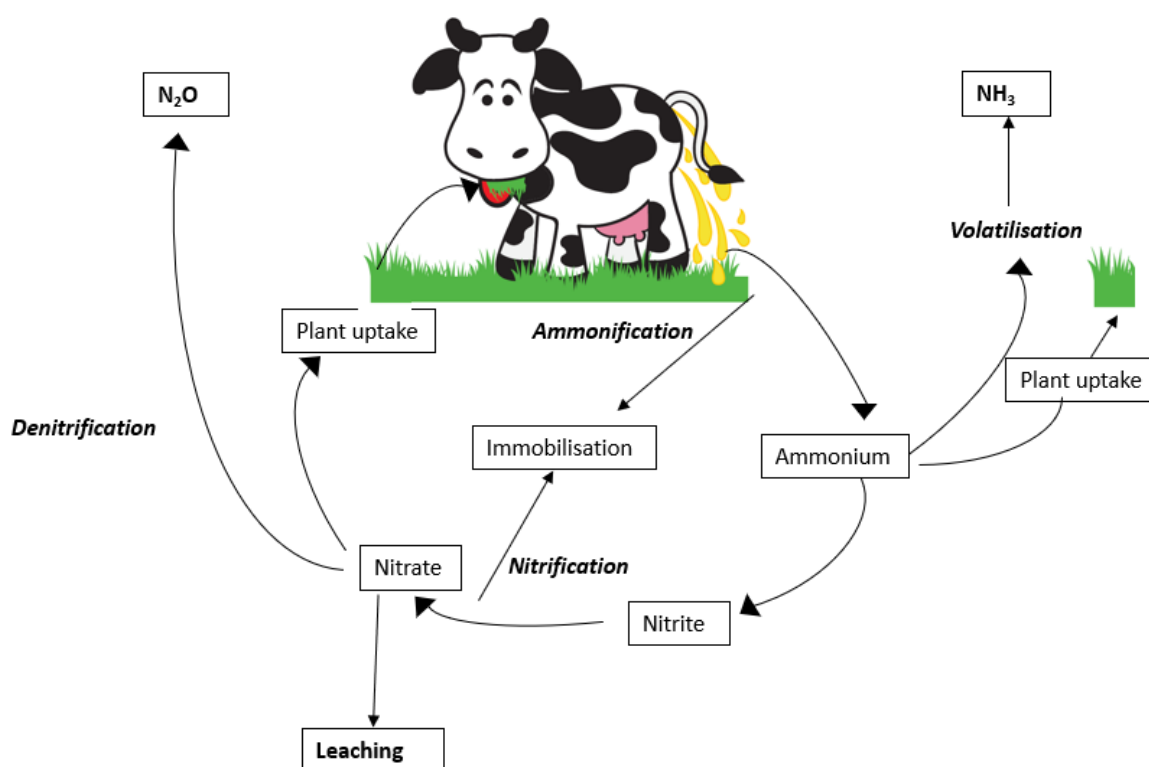 N₂O
NH₃
Volatilisation
Plant uptake
Ammonification
Plant uptake
Denitrification
Immobilisation
Ammonium
Nitrate
Nitrification
Nitrite
Leaching